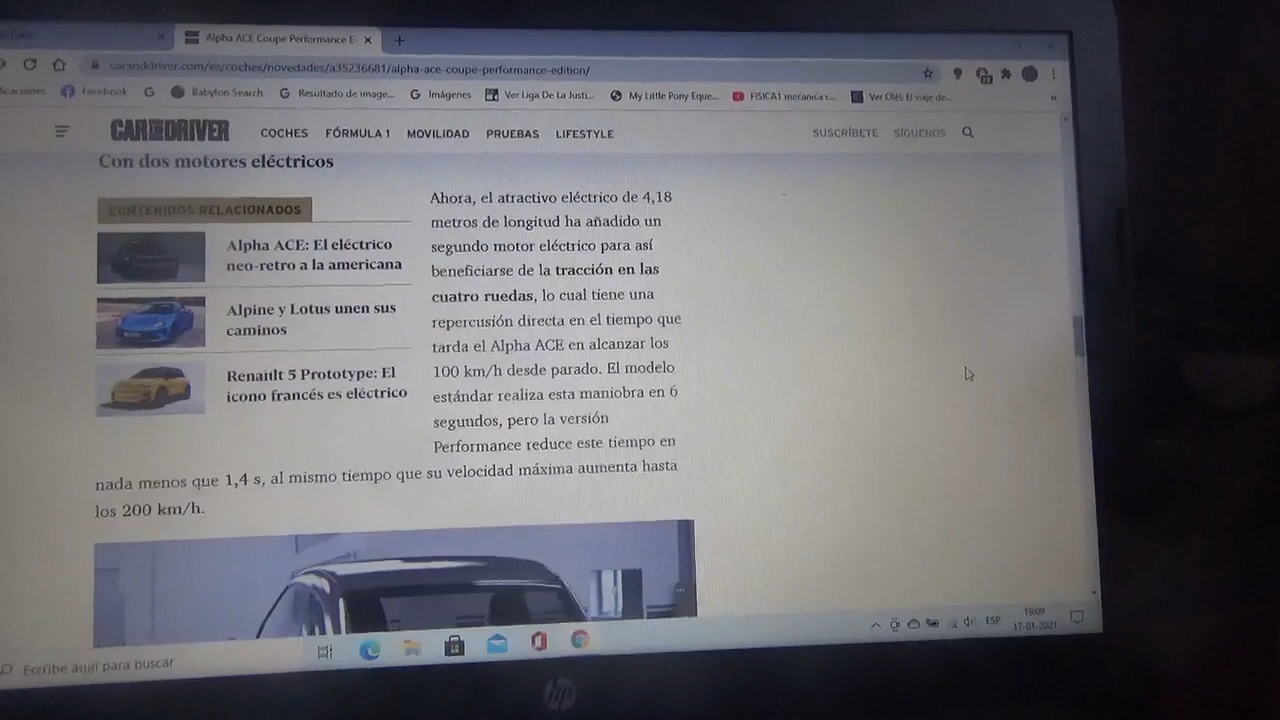 Alpha ACE Coupe Performance E
caranddriver.com/es/coches/novedades/a35236681/alpha-ace-coupe-performance-edition/
Facebook
Babylon Search
Resultado de image...
Imágenes
Ver Liga De La Justi...
My Little Pony Eque...
Ver Olé! El viaje de...
CAR AND DRIVER
COCHES
FÓRMULA 1
MOVILIDAD
PRUEBAS
LIFESTYLE
SUSCRÍBETE
SÍGUENOS
Con dos motores eléctricos
CONTENIDOS RELACIONADOS
Alpha ACE: El eléctrico
neo-retro a la americana
Alpine y Lotus unen sus
caminos
Renault 5 Prototype: El
icono francés es eléctrico
Ahora, el atractivo eléctrico de 4,18
metros de longitud ha añadido un
segundo motor eléctrico para así
beneficiarse de la tracción en las
cuatro ruedas, lo cual tiene una
repercusión directa en el tiempo que
tarda el Alpha ACE en alcanzar los
100 km/h desde parado. El modelo
estándar realiza esta maniobra en 6
segundos, pero la versión
Performance reduce este tiempo en
nada menos que 1,4 s, al mismo tiempo que su velocidad máxima aumenta hasta
los 200 km/h.
Escribe aquí para buscar
ESP
19:09
17-01-2021
hp